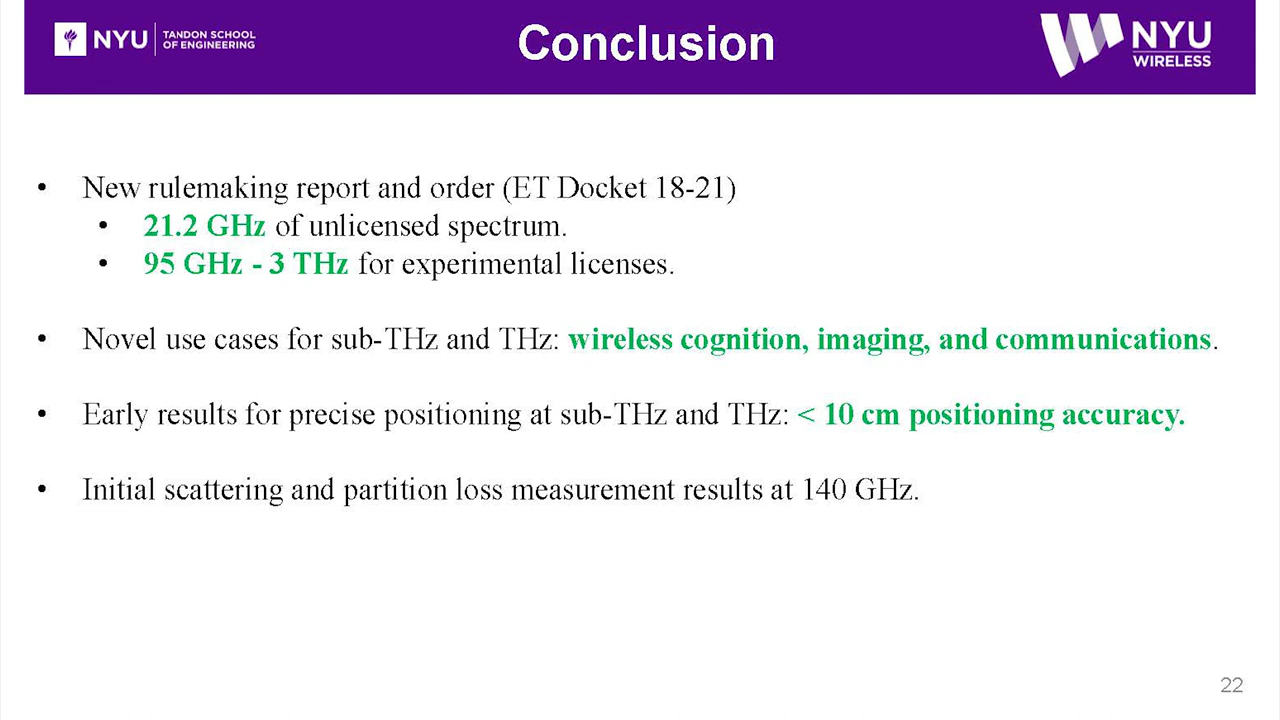 NYU TANDON SCHOOL
OF ENGINEERING
Conclusion
NYU
WIRELESS
• New rulemaking report and order (ET Docket 18-21)
• 21.2 GHz of unlicensed spectrum.
• 95 GHz - 3 THz for experimental licenses.
• Novel use cases for sub-THz and THz: wireless cognition, imaging, and communications.
• Early results for precise positioning at sub-THz and THz: < 10 cm positioning accuracy.
• Initial scattering and partition loss measurement results at 140 GHz.
22